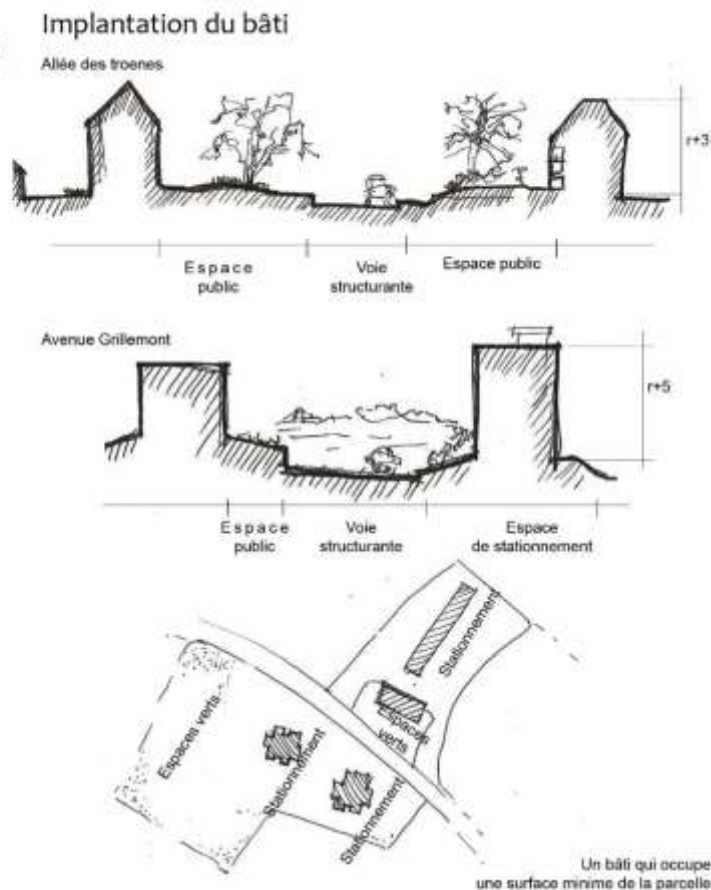 Implantation du bâti
Allée des troenes
r+3
Espace
public
Voie
structurante
Espace public
Avenue Grillemont
r+5
Espace
public
Voie
structurante
Espace
de stationnement
Stationnement
Espaces
verts
Espaces verts
Stationnement
Stationnement
Un bâti qui occupe
une surface minime de la parcelle